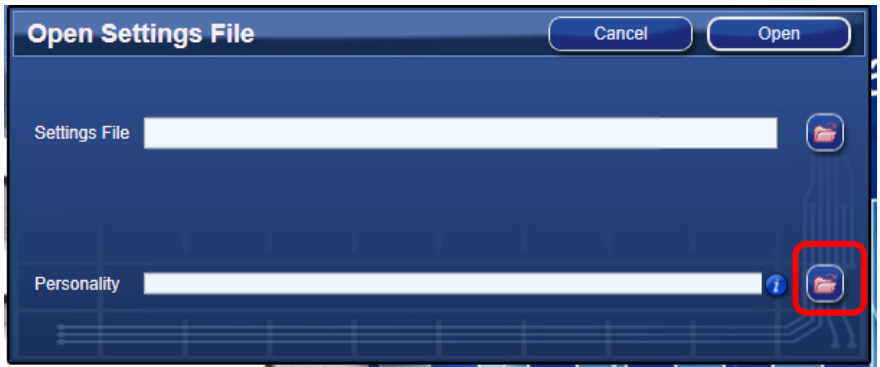 Open Settings File
Cancel
Open
Settings File
Personality
i